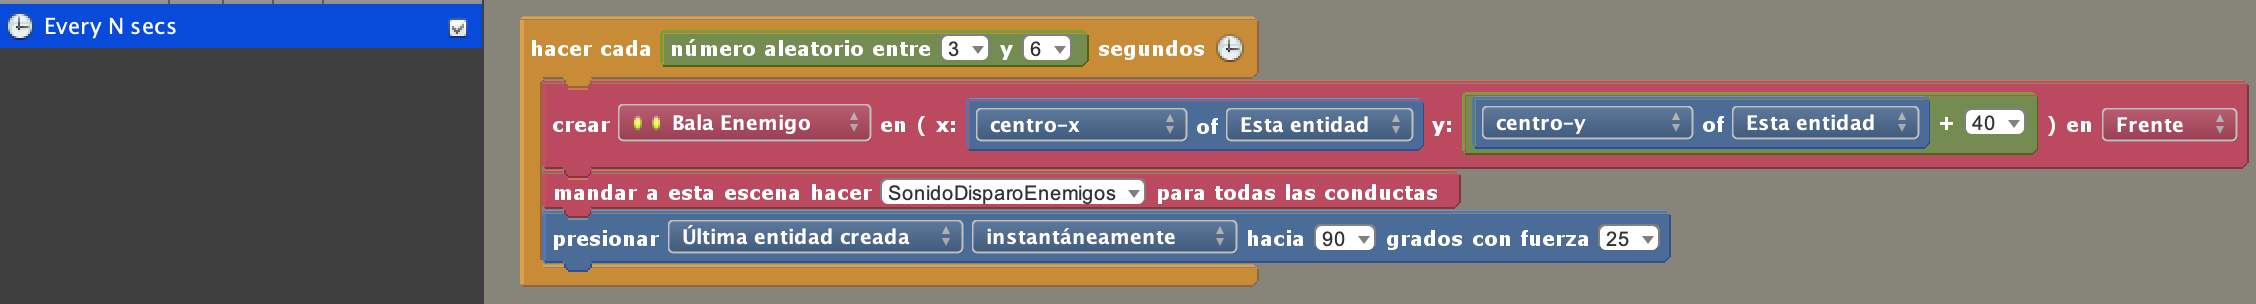 Every N secs
hacer cada número aleatorio entre 3 y 6 segundos
crear Bala Enemigo en ( x: centro-x of Esta entidad y: centro-y of Esta entidad + 40 ) en Frente
mandar a esta escena hacer SonidoDisparoEnemigos para todas las conductas
presionar Última entidad creada instantáneamente hacia 90 grados con fuerza 25